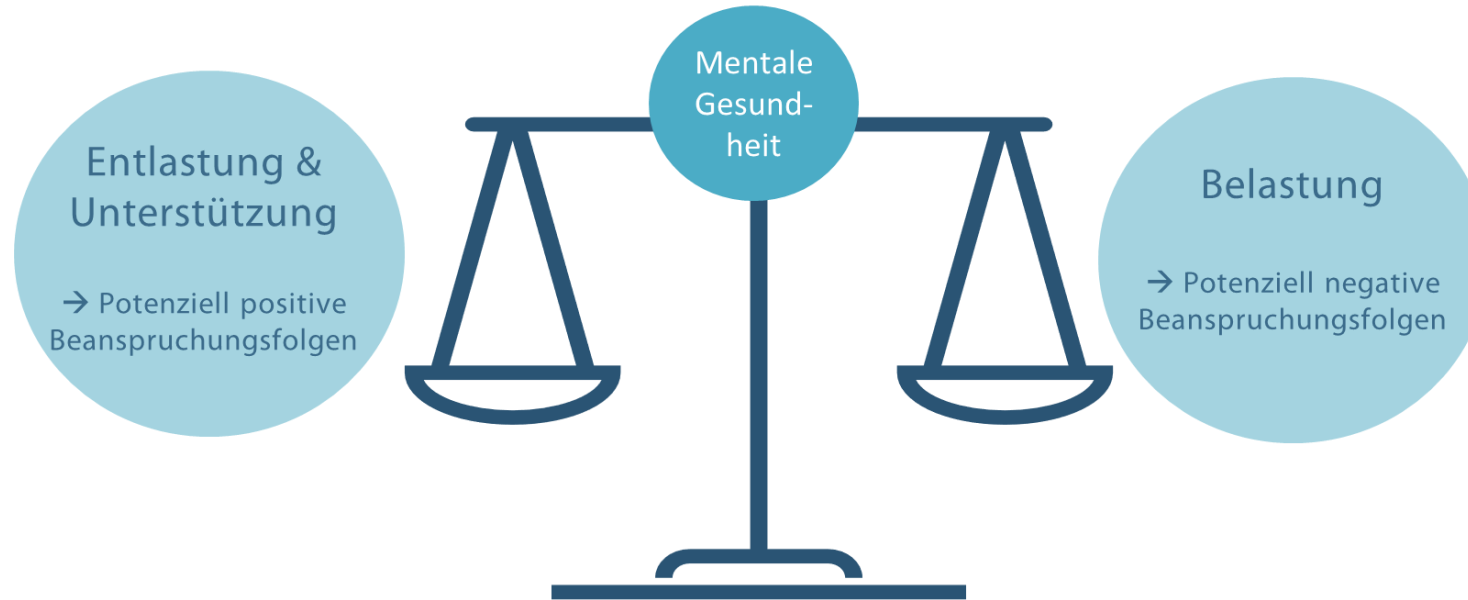 Mentale
Gesund-
heit
Entlastung &
Unterstützung
→ Potenziell positive
Beanspruchungsfolgen
Belastung
→ Potenziell negative
Beanspruchungsfolgen